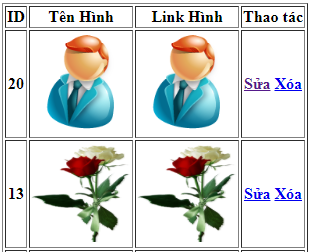 ID Tên Hình Link Hình Thao tác
20 Sửa Xóa
13 Sửa Xóa